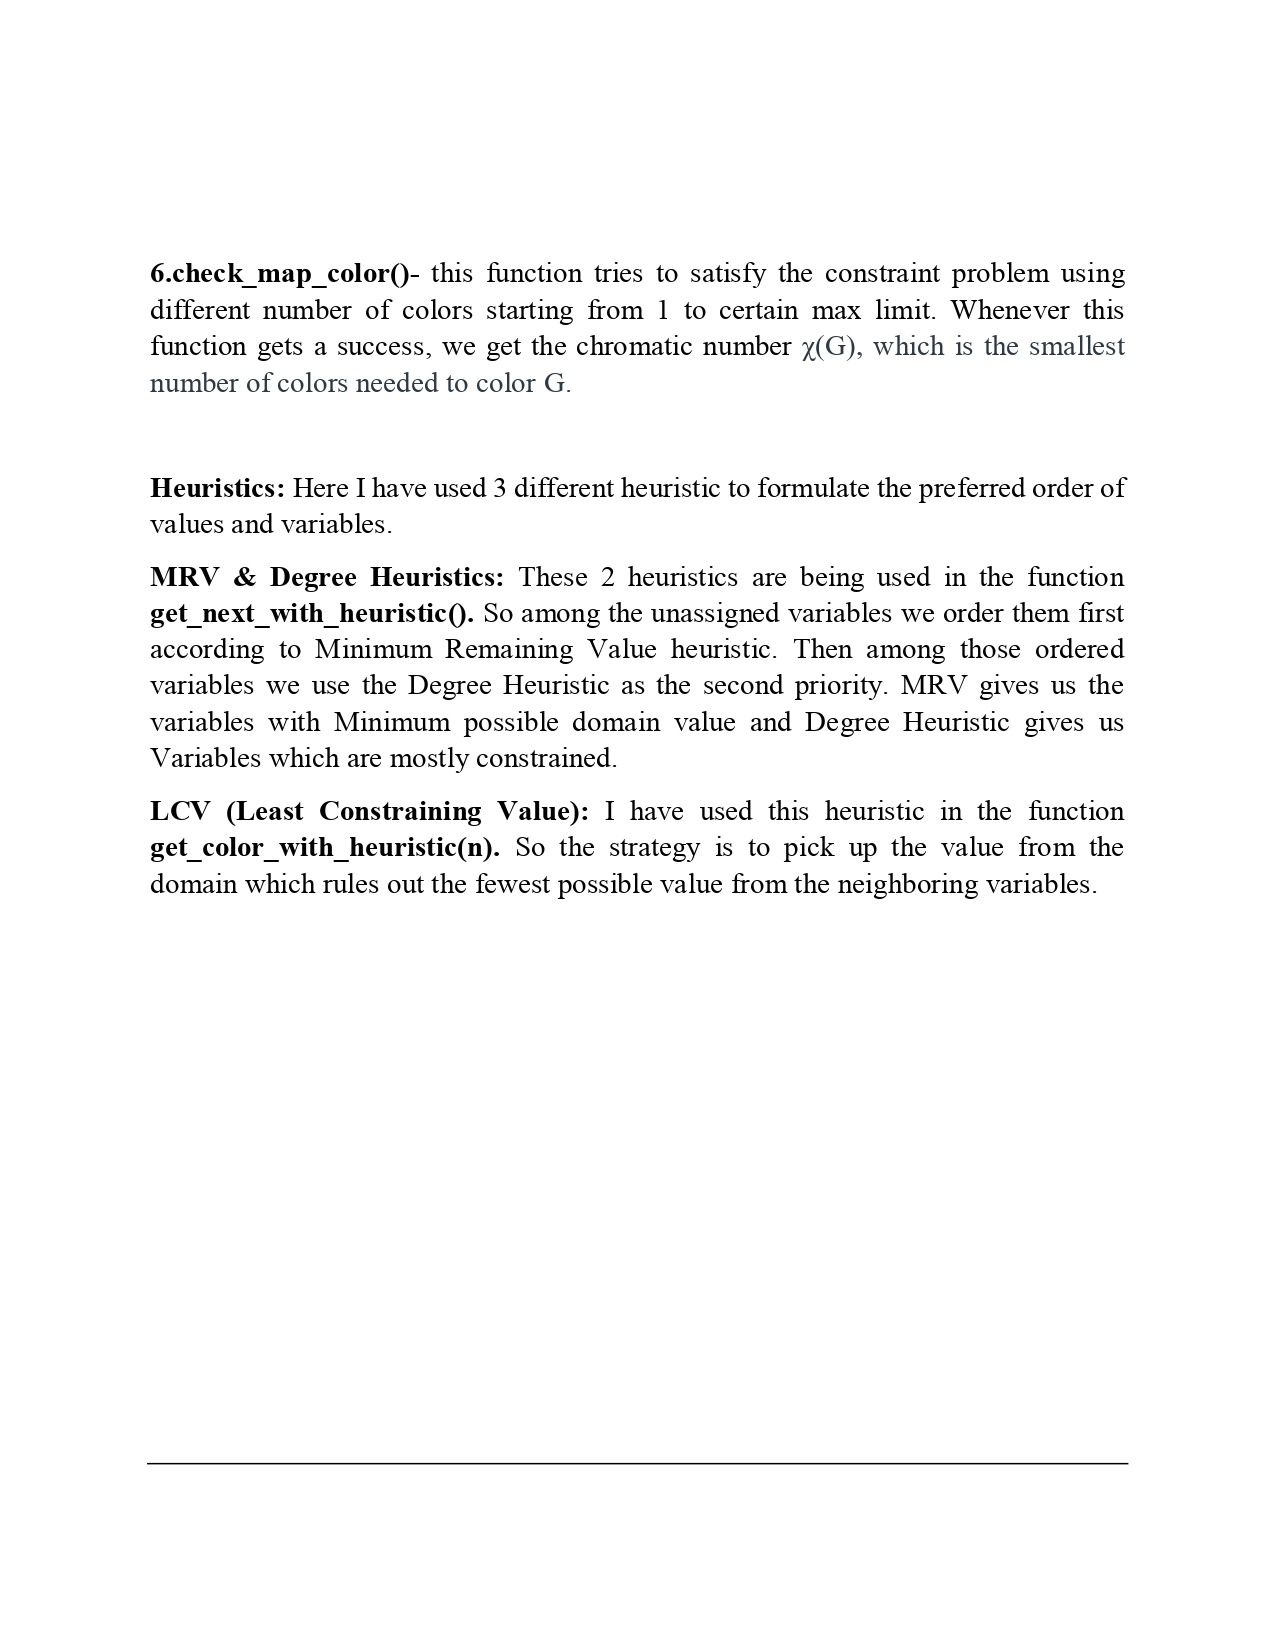 6.check_map_color()- this function tries to satisfy the constraint problem using
different number of colors starting from 1 to certain max limit. Whenever this
function gets a success, we get the chromatic number χ(G), which is the smallest
number of colors needed to color G.
Heuristics: Here I have used 3 different heuristic to formulate the preferred order of
values and variables.
MRV & Degree Heuristics: These 2 heuristics are being used in the function
get_next_with_heuristic(). So among the unassigned variables we order them first
according to Minimum Remaining Value heuristic. Then among those ordered
variables we use the Degree Heuristic as the second priority. MRV gives us the
variables with Minimum possible domain value and Degree Heuristic gives us
Variables which are mostly constrained.
LCV (Least Constraining Value): I have used this heuristic in the function
get_color_with_heuristic(n). So the strategy is to pick up the value from the
domain which rules out the fewest possible value from the neighboring variables.